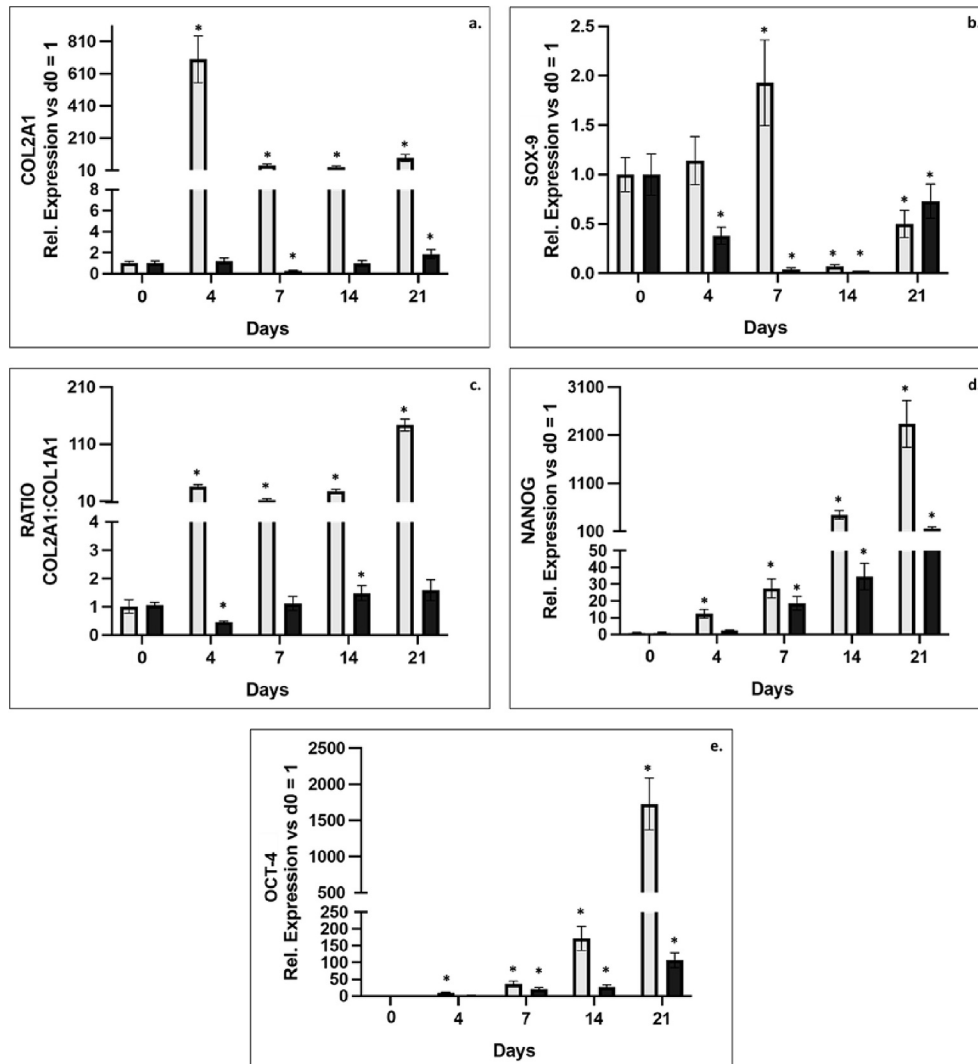 a.
COL2A1
Rel. Expression vs d0 = 1
810
610
410
210
10
8
6
4
2
0
* * * * * *
0 4 7 14 21
Days
b.
SOX-9
Rel. Expression vs d0 = 1
2.5
2.0
1.5
1.0
0.5
0.0
* * * * * * *
0 4 7 14 21
Days
c.
RATIO
COL2A1:COL1A1
210
110
10
4
3
2
1
0
* * * * * *
0 4 7 14 21
Days
d.
NANOG
Rel. Expression vs d0 = 1
3100
2100
1100
100
50
40
30
20
10
0
* * * * * * *
0 4 7 14 21
Days
e.
OCT-4
Rel. Expression vs d0 = 1
2500
2000
1500
1000
500
250
200
150
100
50
0
* * * * * * *
0 4 7 14 21
Days